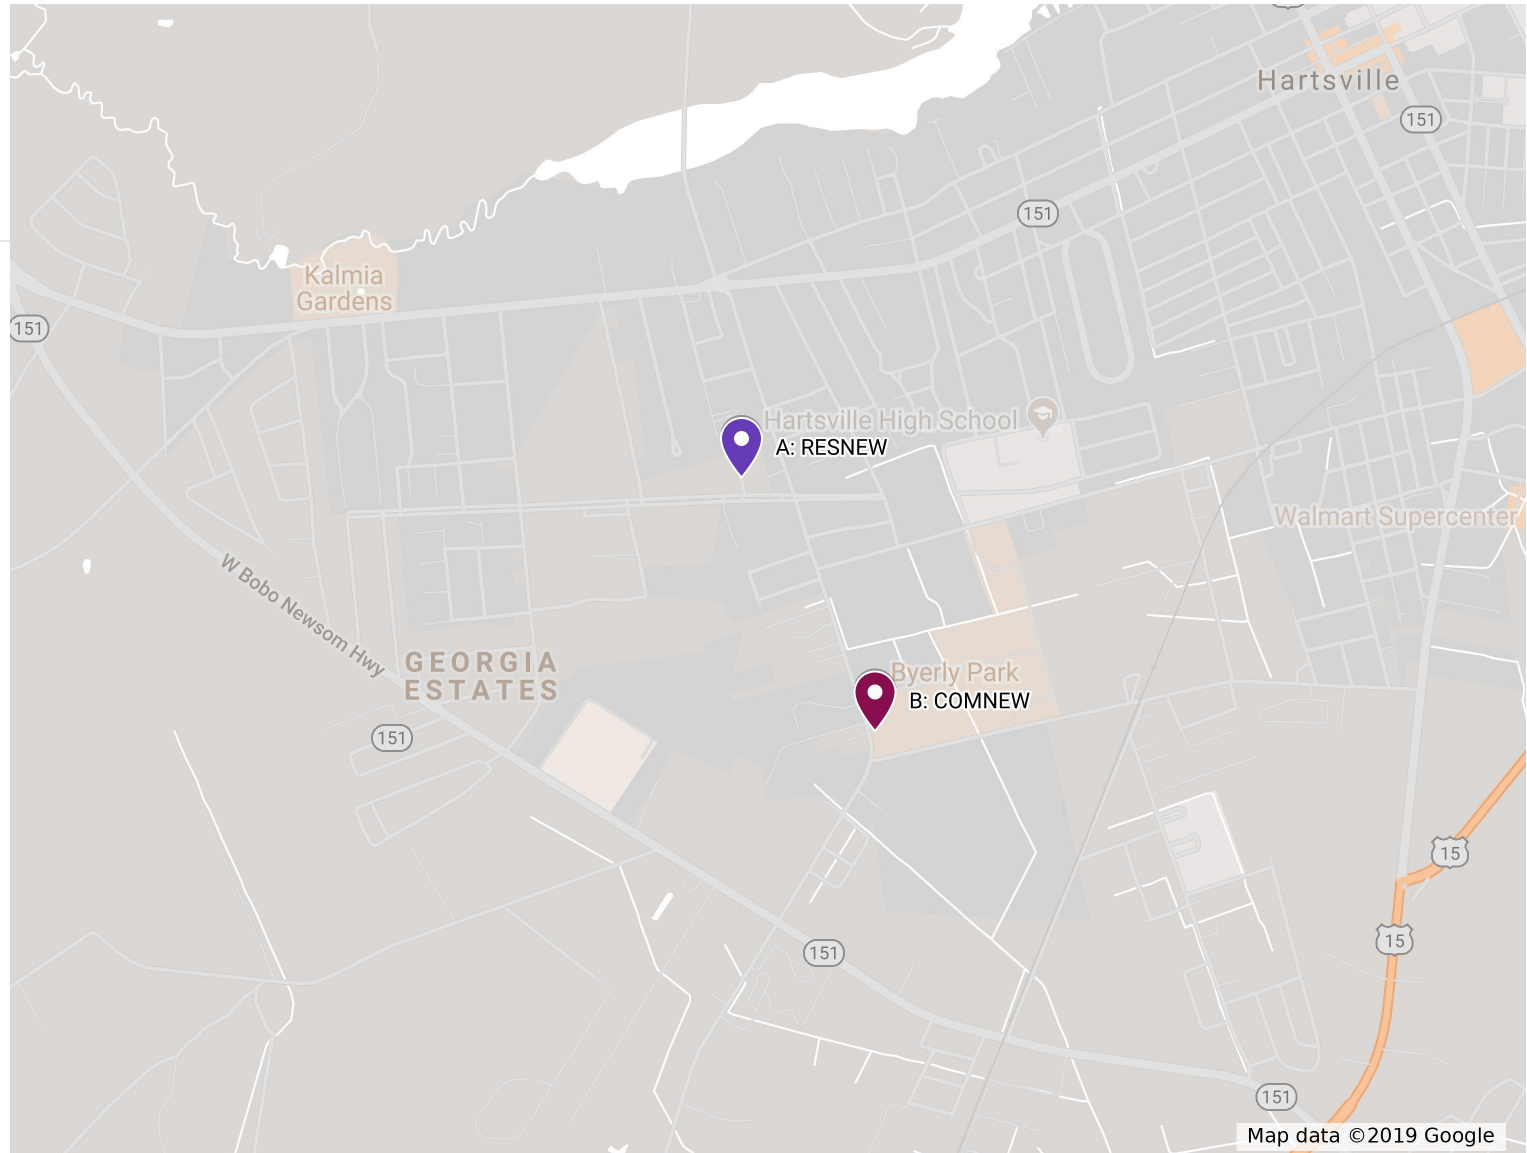 Hartsville
151
151
Kalmia
Gardens
151
Hartsville High School
A: RESNEW
Walmart Supercenter
W Bobo Newsom Hwy
GEORGIA
ESTATES
Byerly Park
B: COMNEW
151
15
15
151
151
Map data ©2019 Google